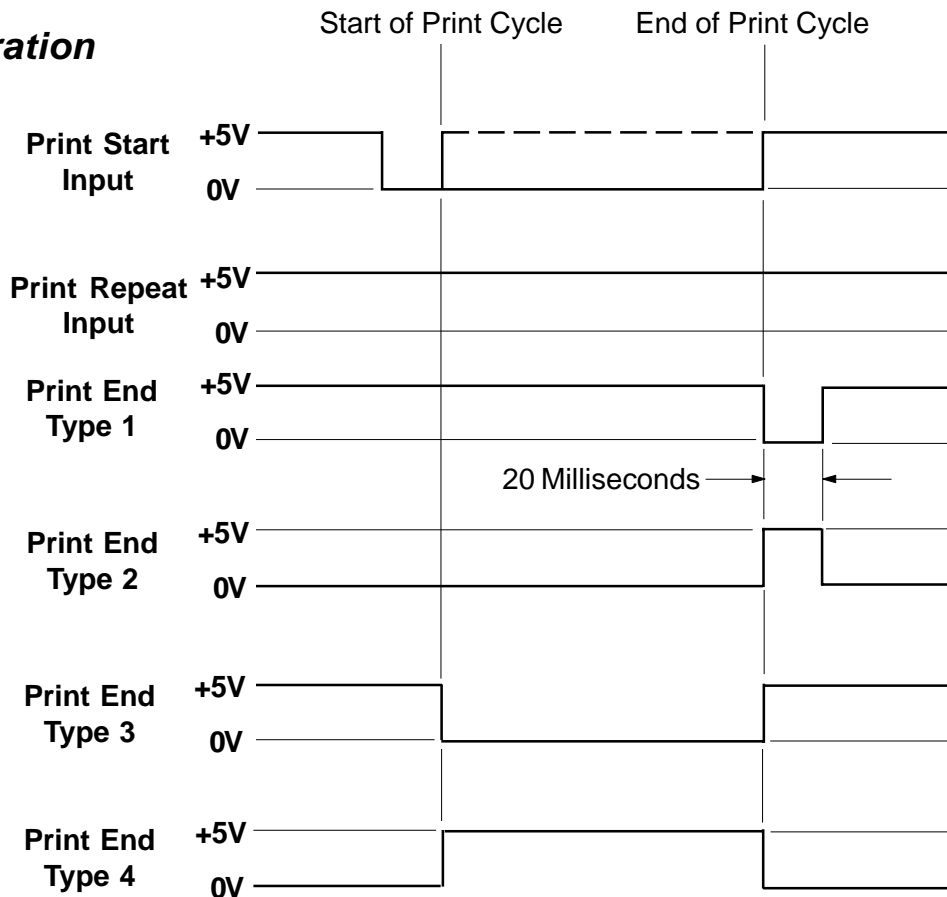 Start of Print Cycle
End of Print Cycle
Print Start
Input
+5V
0V
Print Repeat
Input
+5V
0V
Print End
Type 1
+5V
0V
20 Milliseconds
Print End
Type 2
+5V
0V
Print End
Type 3
+5V
0V
Print End
Type 4
+5V
0V